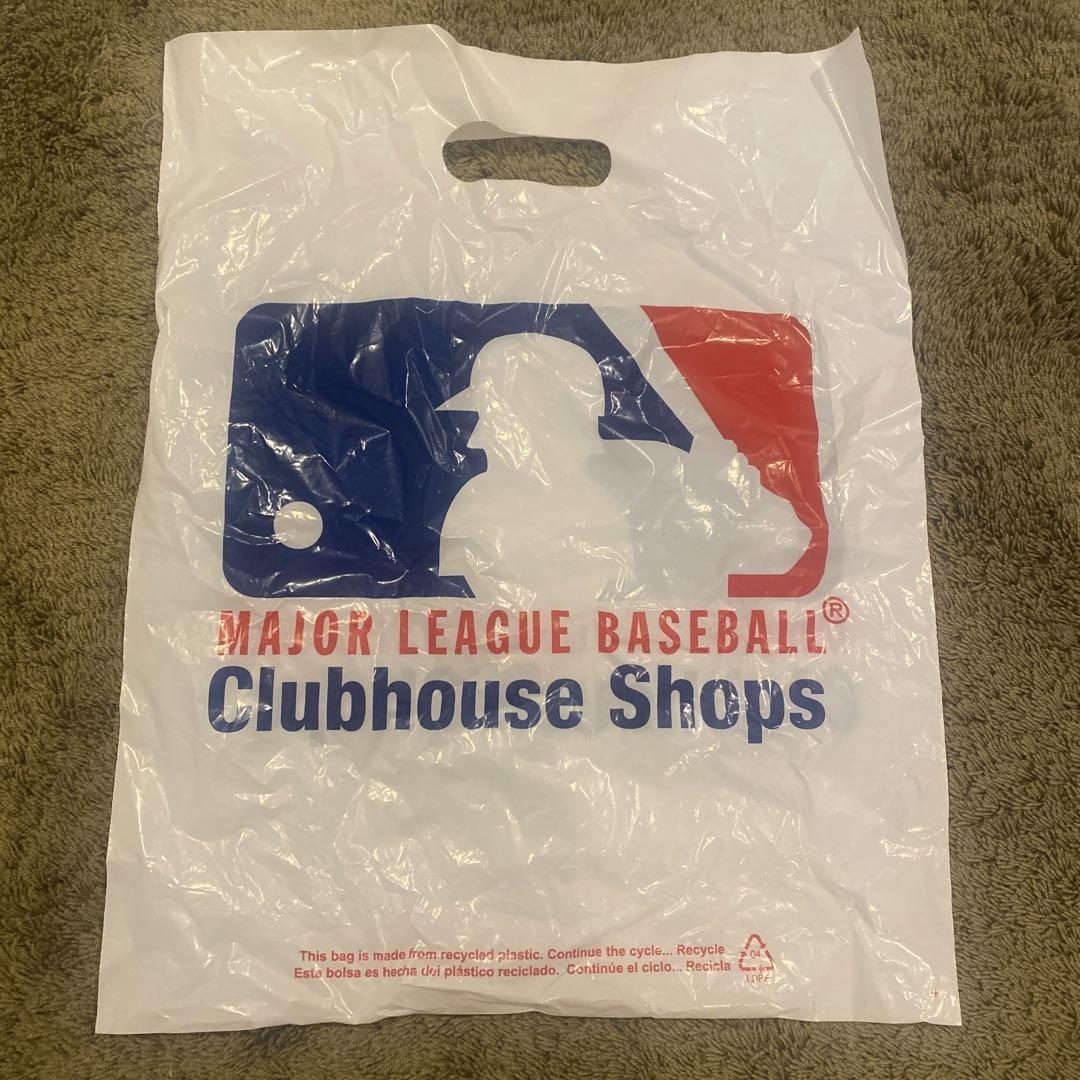 MAJOR LEAGUE BASEBALL®
Clubhouse Shops
This bag is made from recycled plastic. Continue the cycle... Recycle
Esta bolsa es hecha del plástico reciclado. Continúe el ciclo... Recicla
04
LDPE